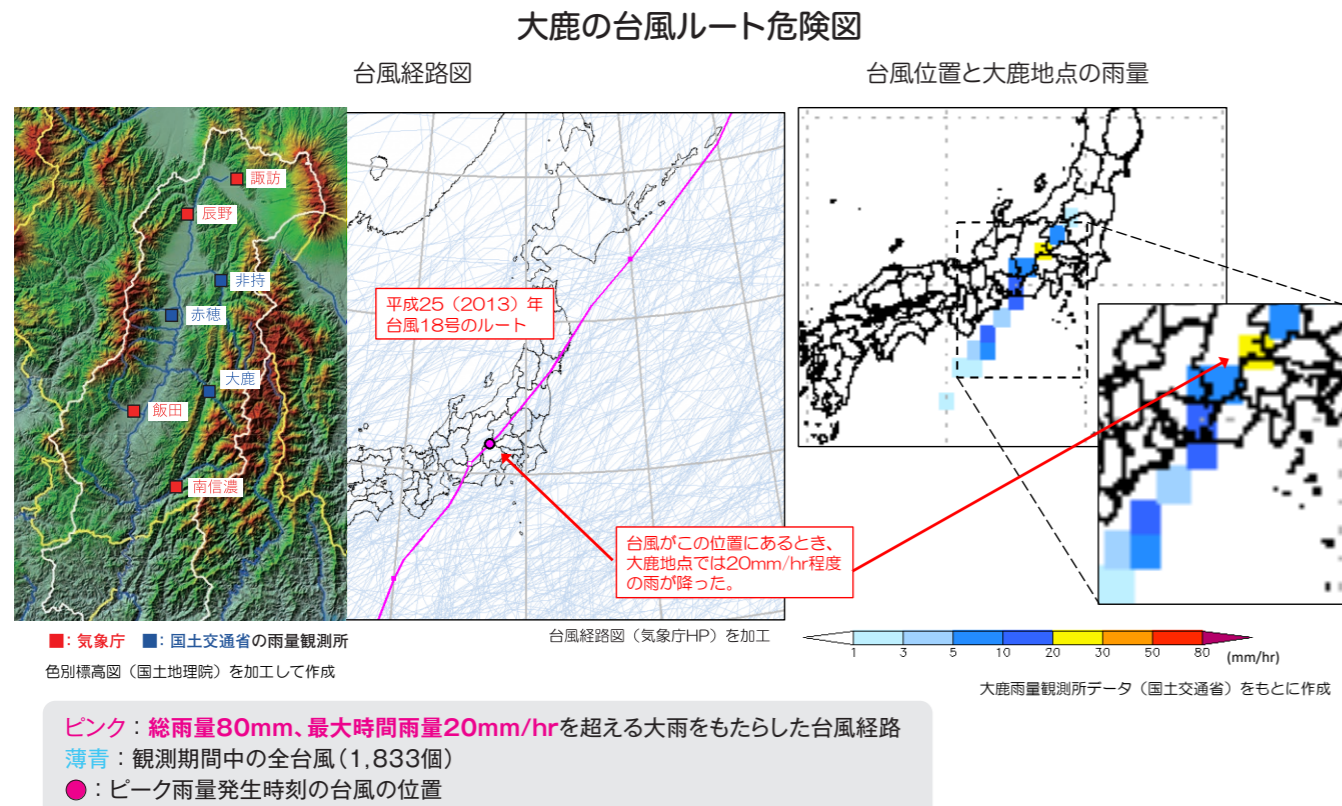 大鹿の台風ルート危険図
台風経路図
台風位置と大鹿地点の雨量
諏訪
辰野
非持
赤穂
大鹿
飯田
南信濃
平成25（2013）年
台風18号のルート
台風がこの位置にあるとき、
大鹿地点では20mm/hr程度
の雨が降った。
■：気象庁 ■：国土交通省の雨量観測所
色別標高図（国土地理院）を加工して作成
台風経路図（気象庁HP）を加工
1 3 5 10 20 30 50 80 (mm/hr)
大鹿雨量観測所データ（国土交通省）をもとに作成
ピンク：総雨量80mm、最大時間雨量20mm/hrを超える大雨をもたらした台風経路
薄青：観測期間中の全台風（1,833個）
●：ピーク雨量発生時刻の台風の位置